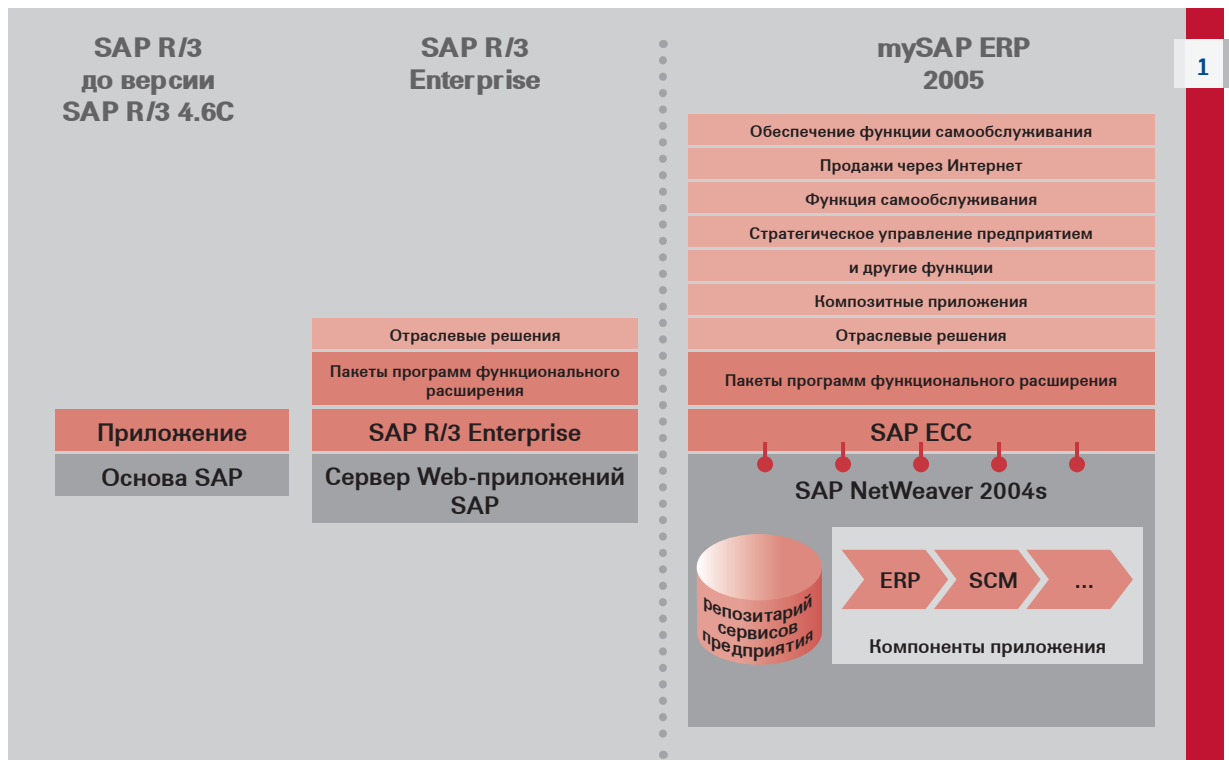 SAP R/3
до версии
SAP R/3 4.6C
Приложение
Основа SAP
SAP R/3
Enterprise
Отраслевые решения
Пакеты программ функционального
расширения
SAP R/3 Enterprise
Сервер Web-приложений
SAP
mySAP ERP
2005
Обеспечение функции самообслуживания
Продажи через Интернет
Функция самообслуживания
Стратегическое управление предприятием
и другие функции
Композитные приложения
Отраслевые решения
Пакеты программ функционального расширения
SAP ECC
SAP NetWeaver 2004s
репозитарий
сервисов
предприятия
ERP
SCM
...
Компоненты приложения
1